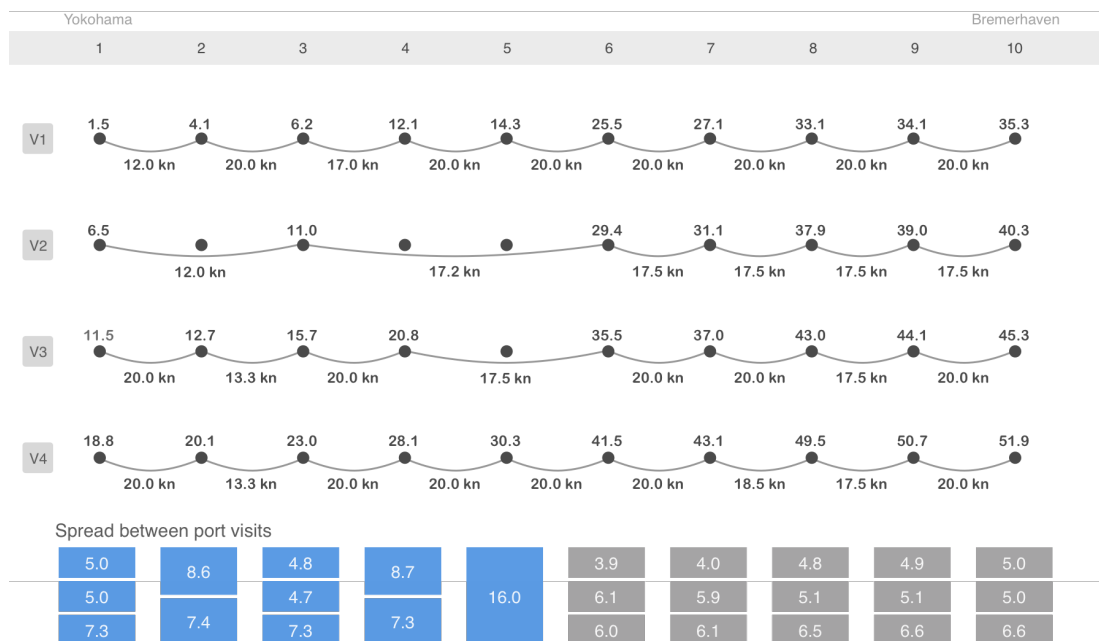 Yokohama Bremerhaven
1 2 3 4 5 6 7 8 9 10
1.5 4.1 6.2 12.1 14.3 25.5 27.1 33.1 34.1 35.3
V1
12.0 kn 20.0 kn 17.0 kn 20.0 kn 20.0 kn 20.0 kn 20.0 kn 20.0 kn 20.0 kn
6.5 11.0 29.4 31.1 37.9 39.0 40.3
V2
12.0 kn 17.2 kn 17.5 kn 17.5 kn 17.5 kn 17.5 kn
11.5 12.7 15.7 20.8 35.5 37.0 43.0 44.1 45.3
V3
20.0 kn 13.3 kn 20.0 kn 17.5 kn 20.0 kn 20.0 kn 17.5 kn 20.0 kn
18.8 20.1 23.0 28.1 30.3 41.5 43.1 49.5 50.7 51.9
V4
20.0 kn 13.3 kn 20.0 kn 20.0 kn 20.0 kn 20.0 kn 18.5 kn 17.5 kn 20.0 kn
Spread between port visits
5.0 8.6 4.8 8.7 3.9 4.0 4.8 4.9 5.0
5.0 4.7 16.0 6.1 5.9 5.1 5.1 5.0
7.3 7.4 7.3 7.3 6.0 6.1 6.5 6.6 6.6